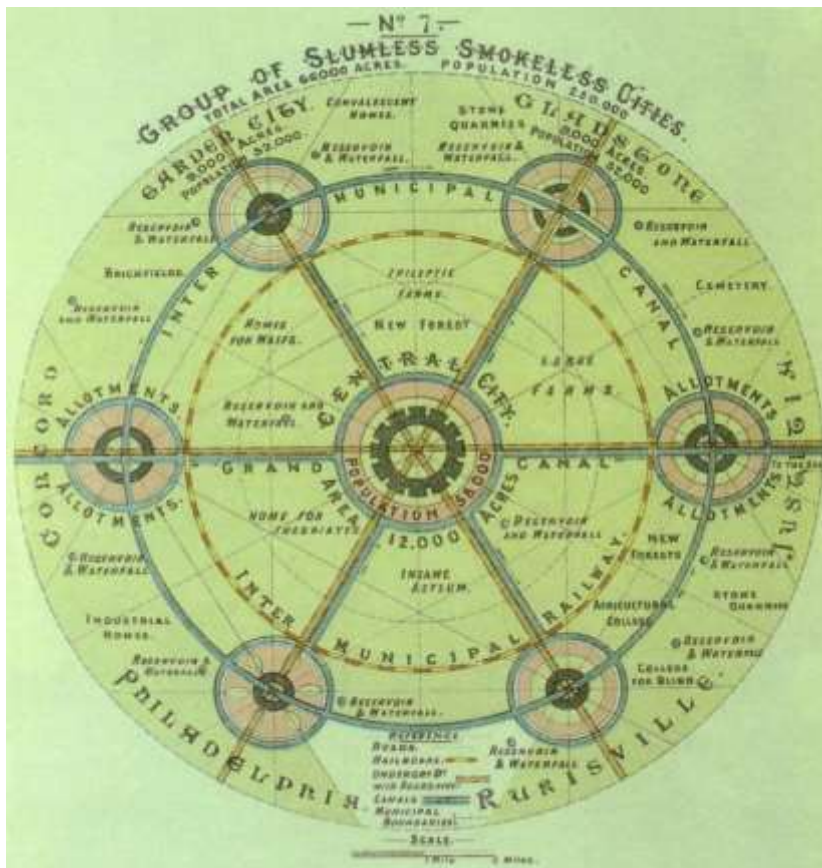 — Nº 7. —
GROUP OF SLUMLESS SMOKELESS CITIES.
TOTAL AREA 66000 ACRES. POPULATION 250.000
GARDEN CITY.
9,000 ACRES
POPULATION 32.000
GLADSTONE
9,000 ACRES
POPULATION 32,000
CONVALESCENT
HOMES.
STONE
QUARRIES
RESERVOIR
& WATERFALL.
RESERVOIR &
WATERFALL.
INTER MUNICIPAL CANAL
RESERVOIR
& WATERFALL
RESERVOIR
AND WATERFALL
BRICKFIELDS.
EPILEPTIC
FARMS.
CEMETERY.
RESERVOIR
AND WATERFALL
HOMES
FOR WAIFS.
NEW FOREST
RESERVOIR
& WATERFALL
LARGE
FARMS
CENTRAL CITY.
CONCORD
ALLOTMENTS.
ALLOTMENTS
RESERVOIR AND
WATERFALL
GRAND CANAL
POPULATION 58,000
AREA 12.000 ACRES
TO THE
ALLOTMENTS.
ALLOTMENTS
HOME FOR
INEBRIATES
RESERVOIR
AND WATERFALL
NEW
FORESTS
RESERVOIR
& WATERFALL
RESERVOIR
& WATERFALL
INSANE
ASYLUM.
STONE
QUARRIES
INTER MUNICIPAL RAILWAY.
AGRICULTURAL
COLLEGE
INDUSTRIAL
HOMES.
RESERVOIR
& WATERFALL
RESERVOIR &
WATERFALL
COLLEGE
FOR BLIND.
RESERVOIR
& WATERFALL.
PHILADELPHIA
RURISVILLE.
REFERENCE
ROADS.
RAILROADS.
CANALS
MUNICIPAL
BOUNDARIES
RESERVOIR
& WATERFALL
— SCALE. —
1 Mile 2 Miles.